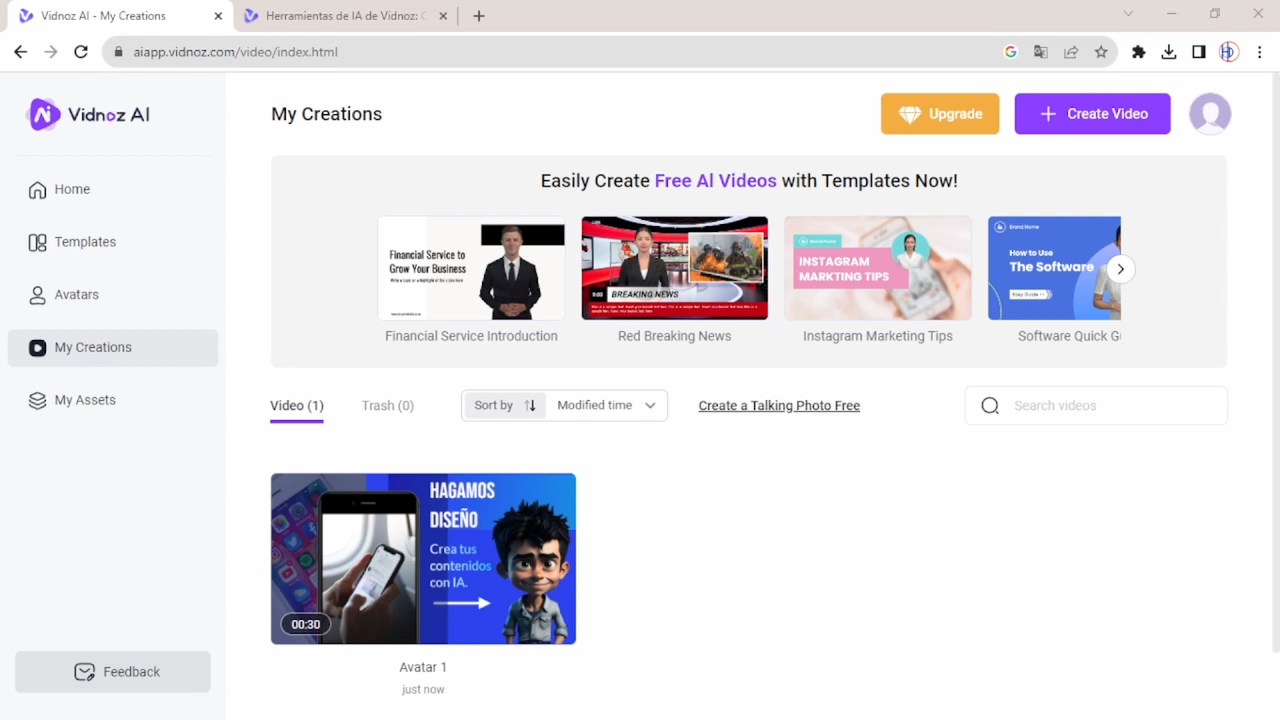 Vidnoz AI - My Creations
Herramientas de IA de Vidnoz:
aiapp.vidnoz.com/video/index.html
Vidnoz AI
My Creations
Upgrade
Create Video
Home
Templates
Avatars
My Creations
My Assets
Feedback
Easily Create Free AI Videos with Templates Now!
Financial Service to
Grow Your Business
Financial Service Introduction
BREAKING NEWS
Red Breaking News
INSTAGRAM
MARKTING TIPS
Instagram Marketing Tips
Brand Name
How to Use
The Software
Easy Guide >>
Software Quick G
Video (1)
Trash (0)
Sort by
Modified time
Create a Talking Photo Free
Search videos
HAGAMOS
DISEÑO
Crea tus
contenidos
con IA.
00:30
Avatar 1
just now